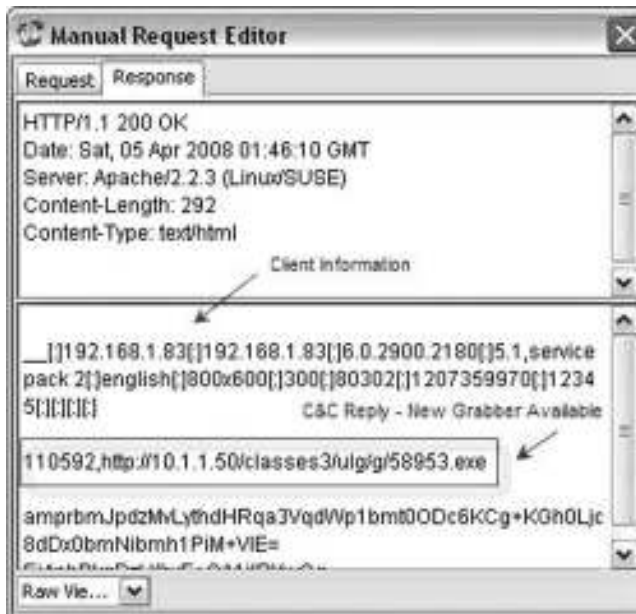 Manual Request Editor
Request Response
HTTP/1.1 200 OK
Date: Sat, 05 Apr 2008 01:46:10 GMT
Server: Apache/2.2.3 (Linux/SUSE)
Content-Length: 292
Content-Type: text/html
Client Information
__[;]192.168.1.83[;]192.168.1.83[;]6.0.2900.2180[;]5.1,service
pack 2[;]english[;]800x600[;]300[;]80302[;]1207359970[;]1234
5[;][;][;][;]
C&C Reply - New Grabber Available
110592,http://10.1.1.50/classes3/ulg/g/58953.exe
8dDx0bmNibmh1PiM+VIE=
Raw Vie...